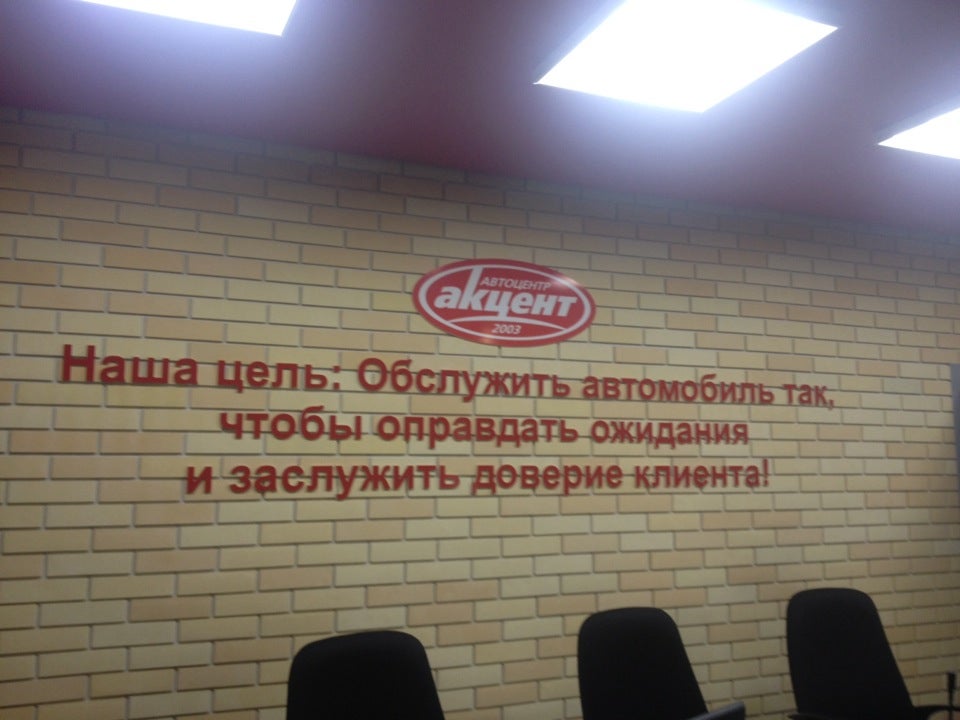 АВТОЦЕНТР
акцент
2003
Наша цель: Обслужить автомобиль так,
чтобы оправдать ожидания
и заслужить доверие клиента!